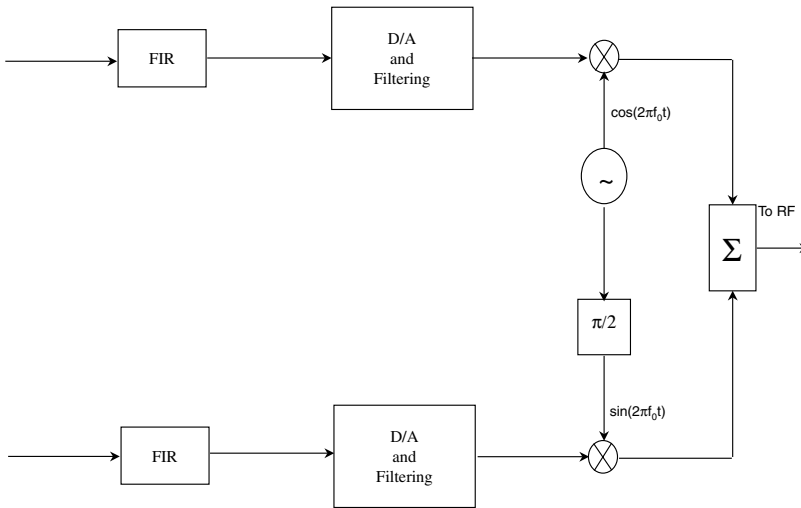 FIR
D/A
and
Filtering
cos(2πf₀t)
~
To RF
Σ
π/2
sin(2πf₀t)
FIR
D/A
and
Filtering